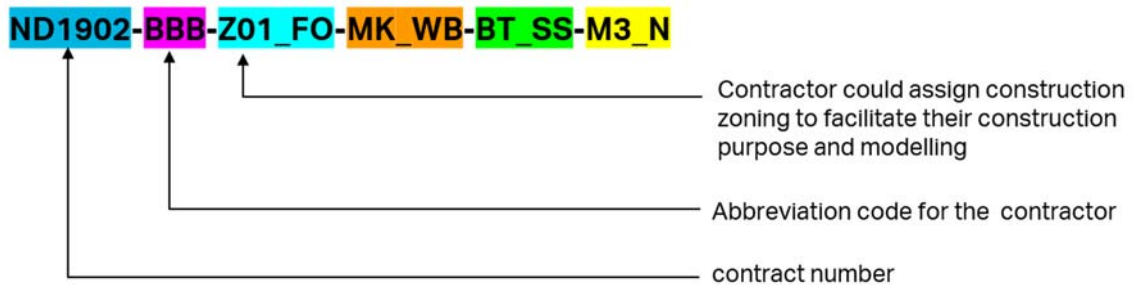 ND1902-BBB-Z01_FO-MK_WB-BT_SS-M3_N
Contractor could assign construction
zoning to facilitate their construction
purpose and modelling
Abbreviation code for the contractor
contract number